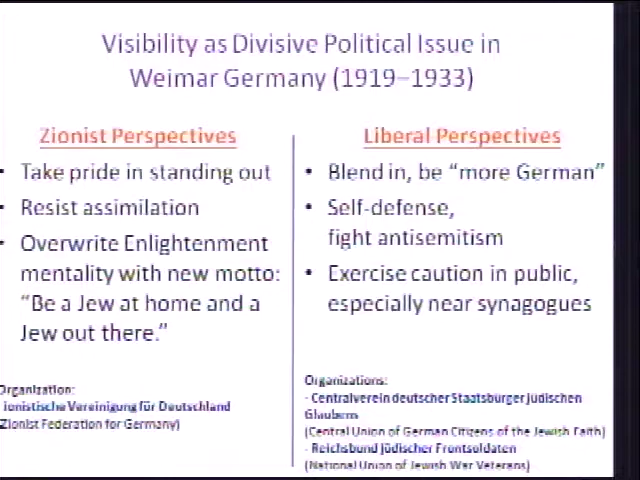 Visibility as Divisive Political Issue in
Weimar Germany (1919–1933)
Zionist Perspectives
• Take pride in standing out
• Resist assimilation
• Overwrite Enlightenment
mentality with new motto:
“Be a Jew at home and a
Jew out there.”
Organization:
ionistische Vereinigung für Deutschland
Zionist Federation for Germany)
Liberal Perspectives
• Blend in, be “more German”
• Self-defense,
fight antisemitism
• Exercise caution in public,
especially near synagogues
Organizations:
- Centralverein deutscher Staatsbürger jüdischen
Glaubens
(Central Union of German Citizens of the Jewish Faith)
- Reichsbund jüdischer Frontsoldaten
(National Union of Jewish War Veterans)